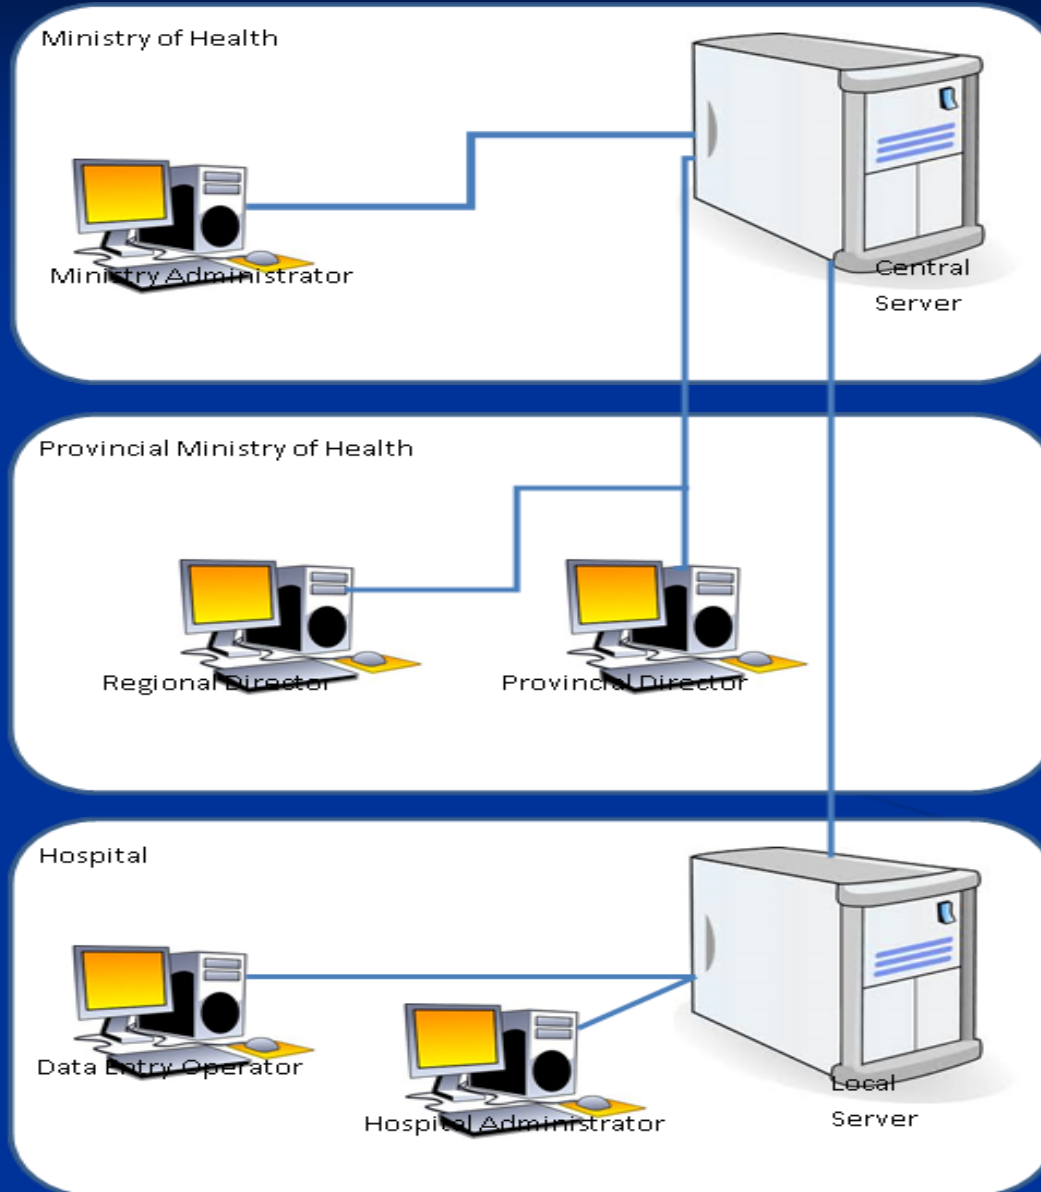 Ministry of Health
Ministry Administrator
Central
Server
Provincial Ministry of Health
Regional Director
Provincial Director
Hospital
Data Entry Operator
Hospital Administrator
Local
Server